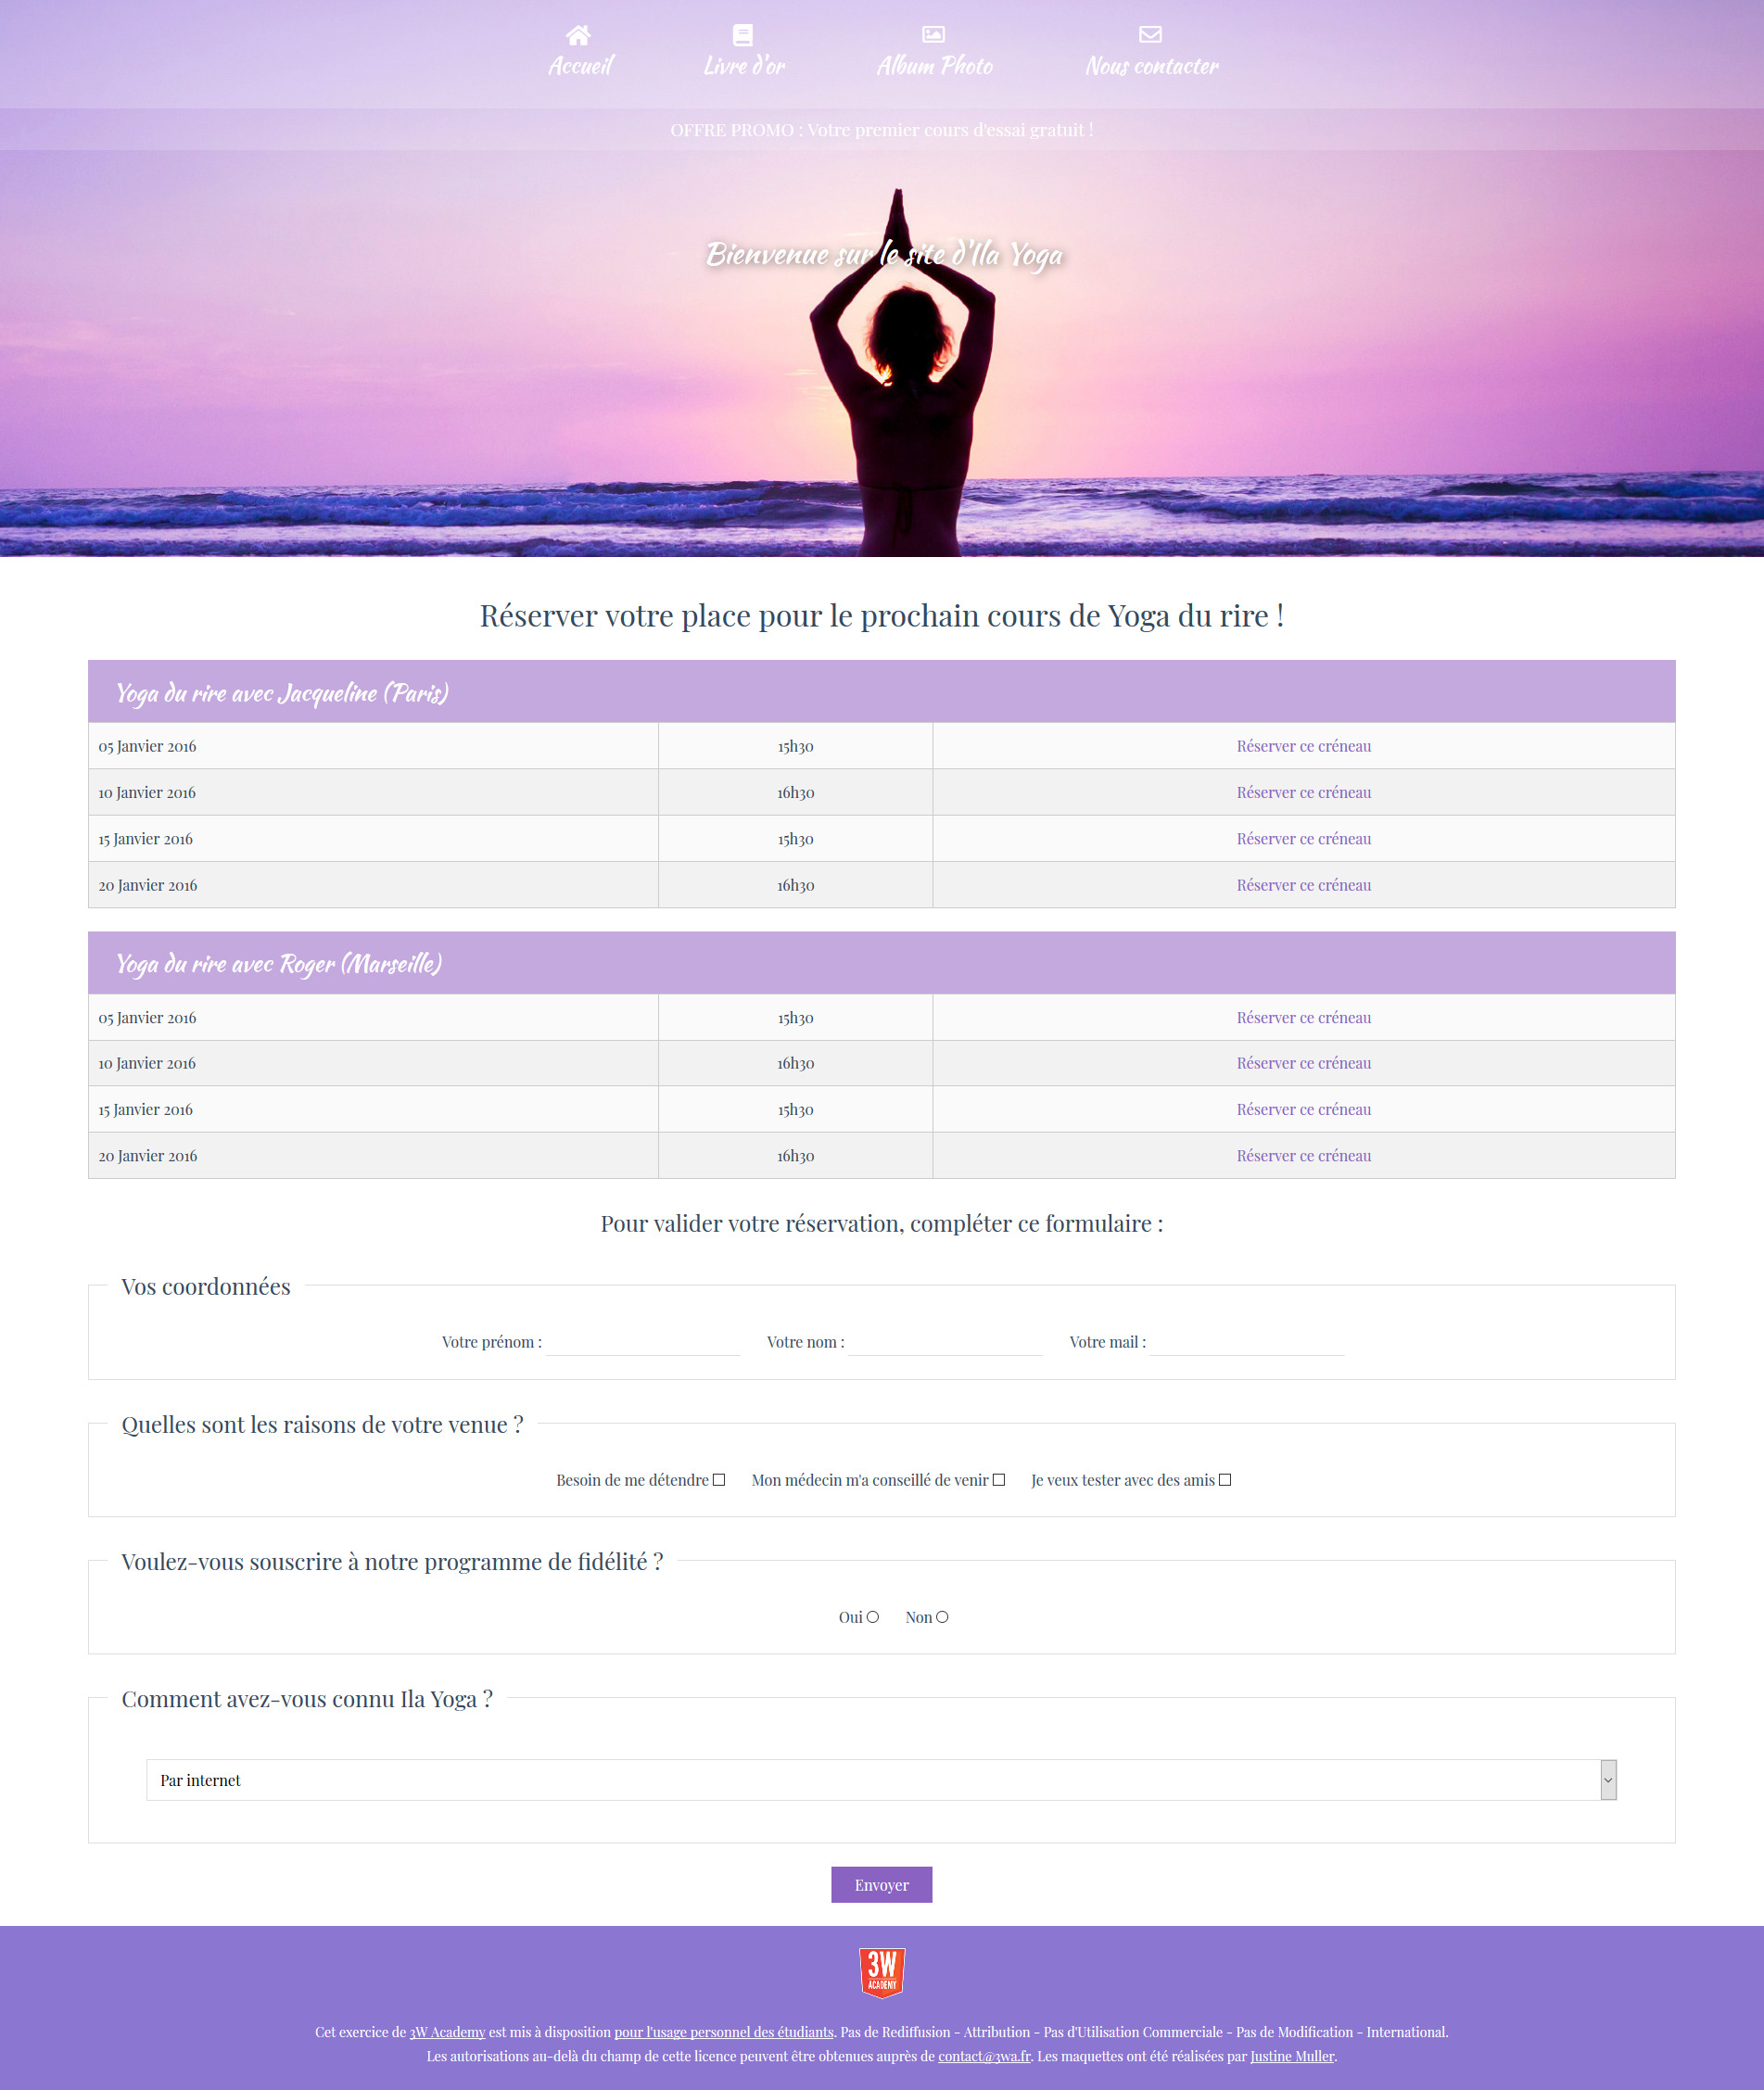 Accueil Livre d'or Album Photo Nous contacter
OFFRE PROMO : Votre premier cours d'essai gratuit !
Bienvenue sur le site d'Ila Yoga
Réserver votre place pour le prochain cours de Yoga du rire !
Yoga du rire avec Jacqueline (Paris)
05 Janvier 2016 15h30 Réserver ce créneau
10 Janvier 2016 16h30 Réserver ce créneau
15 Janvier 2016 15h30 Réserver ce créneau
20 Janvier 2016 16h30 Réserver ce créneau
Yoga du rire avec Roger (Marseille)
05 Janvier 2016 15h30 Réserver ce créneau
10 Janvier 2016 16h30 Réserver ce créneau
15 Janvier 2016 15h30 Réserver ce créneau
20 Janvier 2016 16h30 Réserver ce créneau
Pour valider votre réservation, compléter ce formulaire :
Vos coordonnées
Votre prénom : Votre nom : Votre mail :
Quelles sont les raisons de votre venue ?
Besoin de me détendre Mon médecin m'a conseillé de venir Je veux tester avec des amis
Voulez-vous souscrire à notre programme de fidélité ?
Oui Non
Comment avez-vous connu Ila Yoga ?
Par internet
Envoyer
3W
ACADEMY
Cet exercice de 3W Academy est mis à disposition pour l'usage personnel des étudiants. Pas de Rediffusion - Attribution - Pas d'Utilisation Commerciale - Pas de Modification - International.
Les autorisations au-delà du champ de cette licence peuvent être obtenues auprès de contact@3wa.fr. Les maquettes ont été réalisées par Justine Muller.